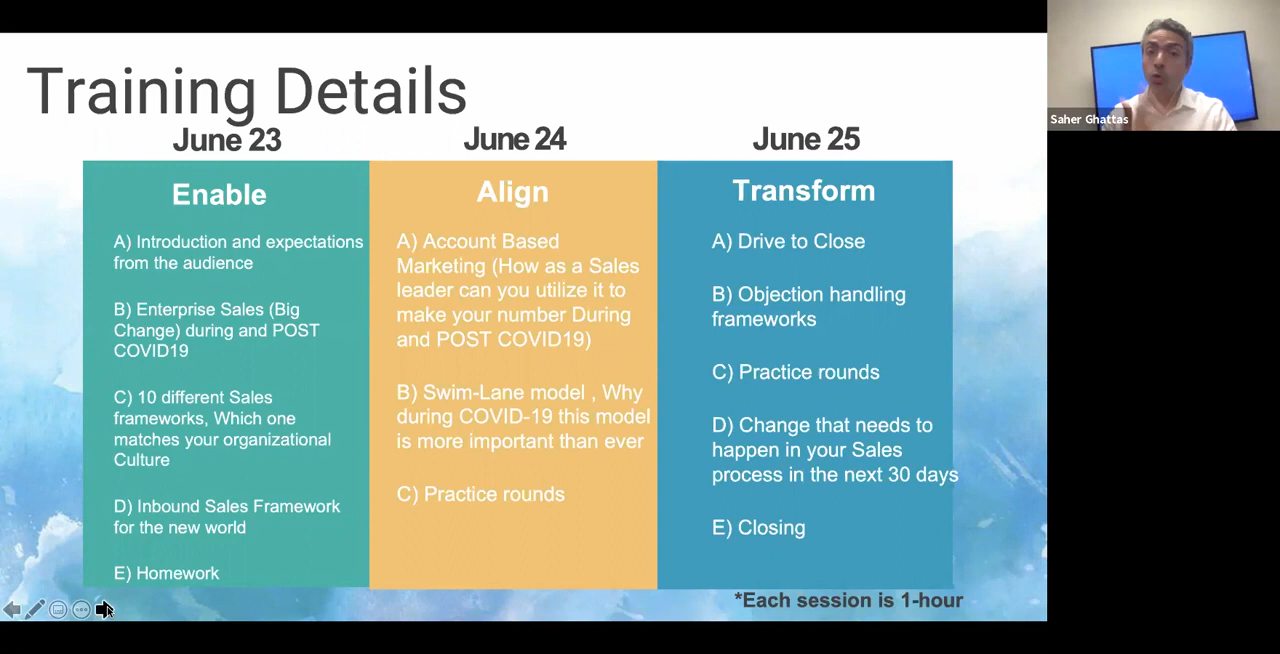 Training Details
June 23
June 24
June 25
Enable
A) Introduction and expectations
from the audience
B) Enterprise Sales (Big
Change) during and POST
COVID19
C) 10 different Sales
frameworks, Which one
matches your organizational
Culture
D) Inbound Sales Framework
for the new world
E) Homework
Align
A) Account Based
Marketing (How as a Sales
leader can you utilize it to
make your number During
and POST COVID19)
B) Swim-Lane model , Why
during COVID-19 this model
is more important than ever
C) Practice rounds
Transform
A) Drive to Close
B) Objection handling
frameworks
C) Practice rounds
D) Change that needs to
happen in your Sales
process in the next 30 days
E) Closing
*Each session is 1-hour
Saher Ghattas